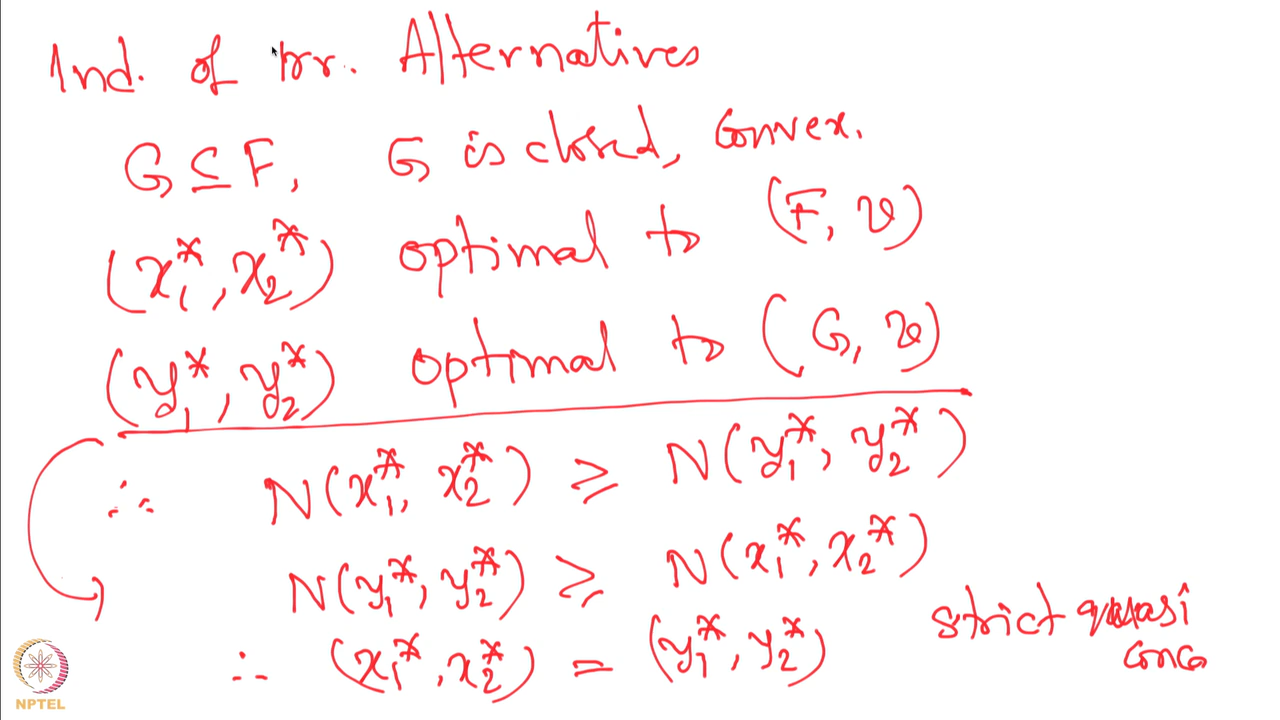 Ind. of Irr. Alternatives
G ⊆ F, G is closed, convex.
(x₁*, x₂*) optimal to (F, v)
(y₁*, y₂*) optimal to (G, v)
∴ N(x₁*, x₂*) ≥ N(y₁*, y₂*)
N(y₁*, y₂*) ≥ N(x₁*, x₂*)
∴ (x₁*, x₂*) = (y₁*, y₂*)
strict quasi
conca
NPTEL